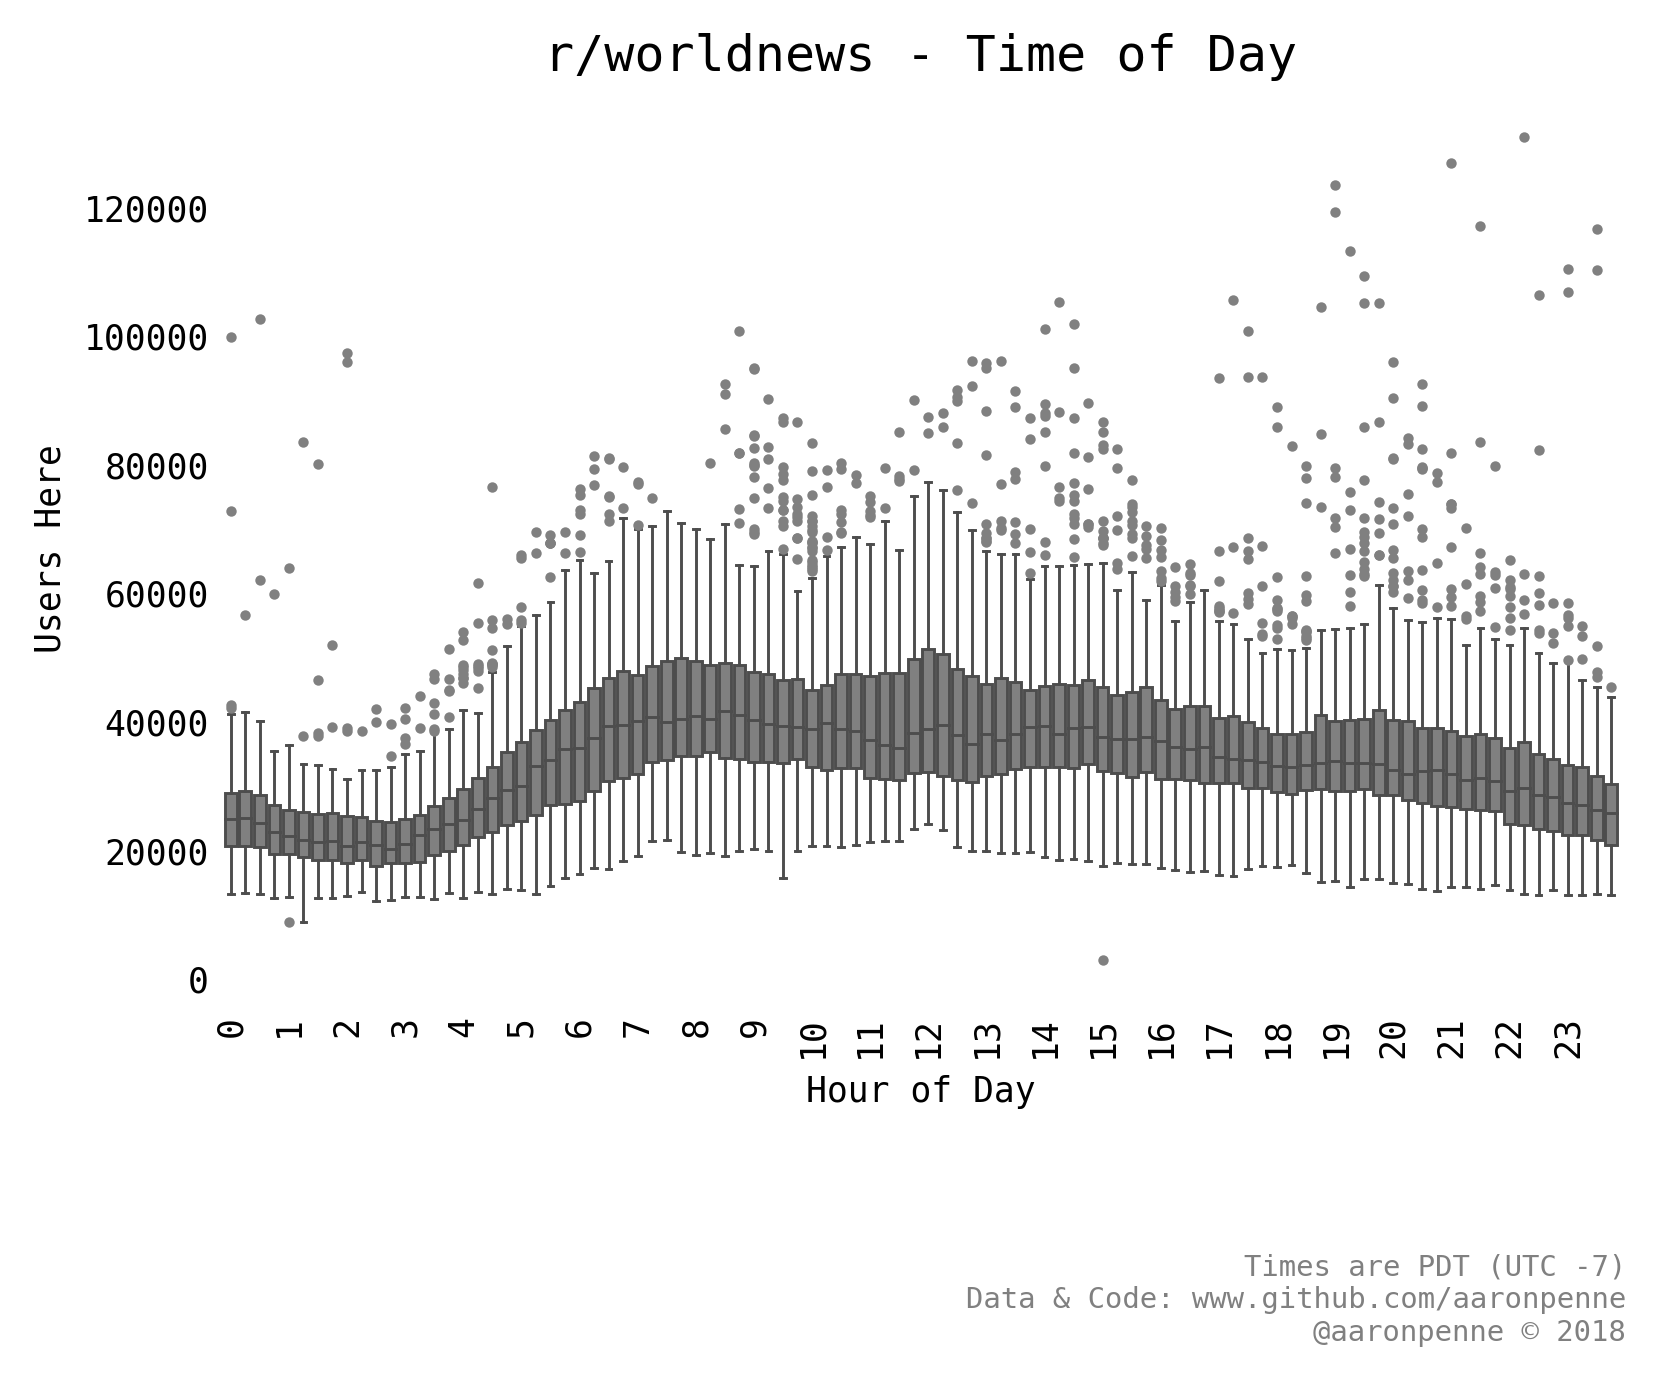 r/worldnews - Time of Day
120000
100000
80000
60000
40000
20000
0
Users Here
0 1 2 3 4 5 6 7 8 9 10 11 12 13 14 15 16 17 18 19 20 21 22 23
Hour of Day
Times are PDT (UTC -7)
Data & Code: www.github.com/aaronpenne
@aaronpenne © 2018